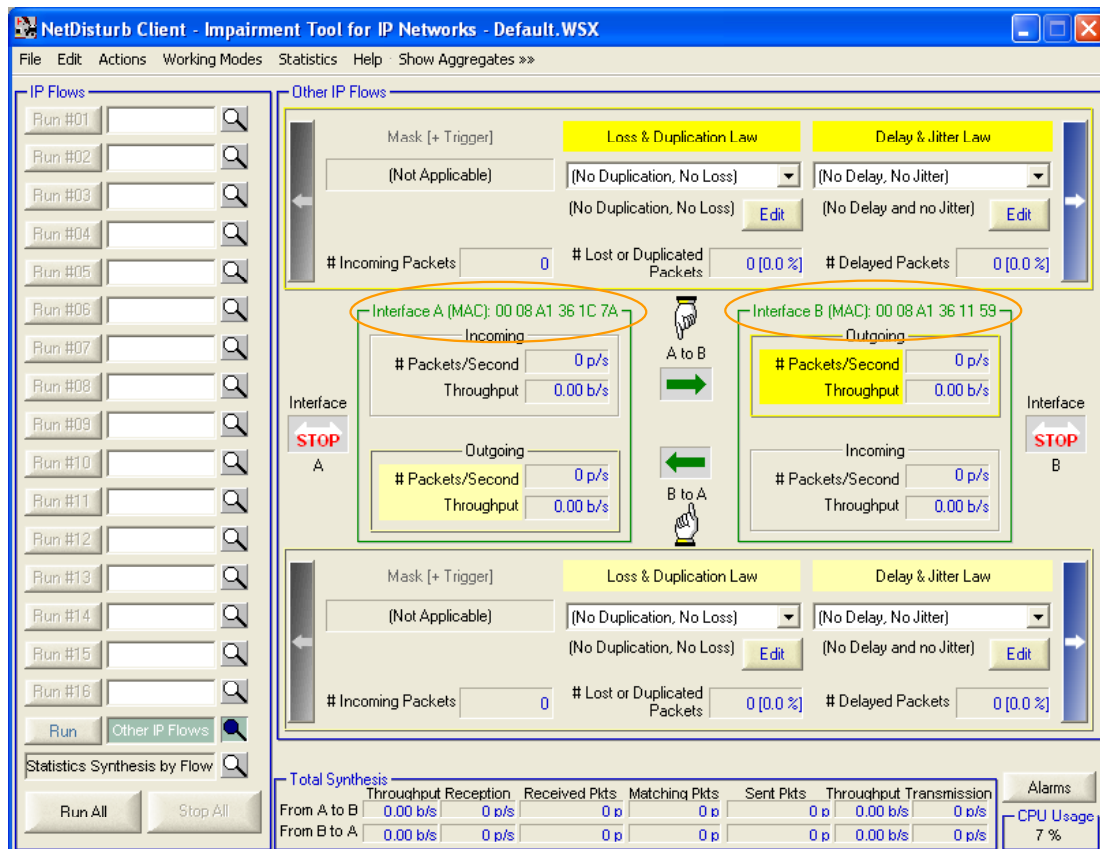 NetDisturb Client - Impairment Tool for IP Networks - Default.WSX
File Edit Actions Working Modes Statistics Help Show Aggregates »»
IP Flows
Run #01
Run #02
Run #03
Run #04
Run #05
Run #06
Run #07
Run #08
Run #09
Run #10
Run #11
Run #12
Run #13
Run #14
Run #15
Run #16
Run Other IP Flows
Statistics Synthesis by Flow
Run All Stop All
Other IP Flows
Mask [+ Trigger] Loss & Duplication Law Delay & Jitter Law
(Not Applicable) (No Duplication, No Loss) (No Delay, No Jitter)
(No Duplication, No Loss) Edit (No Delay and no Jitter) Edit
# Incoming Packets 0 # Lost or Duplicated Packets 0 [0.0 %] # Delayed Packets 0 [0.0 %]
Interface A (MAC): 00 08 A1 36 1C 7A
Incoming
# Packets/Second 0 p/s
Throughput 0.00 b/s
Outgoing
# Packets/Second 0 p/s
Throughput 0.00 b/s
Interface
STOP
A
A to B
B to A
Interface B (MAC): 00 08 A1 36 11 59
Outgoing
# Packets/Second 0 p/s
Throughput 0.00 b/s
Incoming
# Packets/Second 0 p/s
Throughput 0.00 b/s
Interface
STOP
B
Mask [+ Trigger] Loss & Duplication Law Delay & Jitter Law
(Not Applicable) (No Duplication, No Loss) (No Delay, No Jitter)
(No Duplication, No Loss) Edit (No Delay and no Jitter) Edit
# Incoming Packets 0 # Lost or Duplicated Packets 0 [0.0 %] # Delayed Packets 0 [0.0 %]
Total Synthesis
Throughput Reception Received Pkts Matching Pkts Sent Pkts Throughput Transmission
From A to B 0.00 b/s 0 p/s 0 p 0 p 0 p 0.00 b/s 0 p/s
From B to A 0.00 b/s 0 p/s 0 p 0 p 0 p 0.00 b/s 0 p/s
Alarms
CPU Usage
7 %